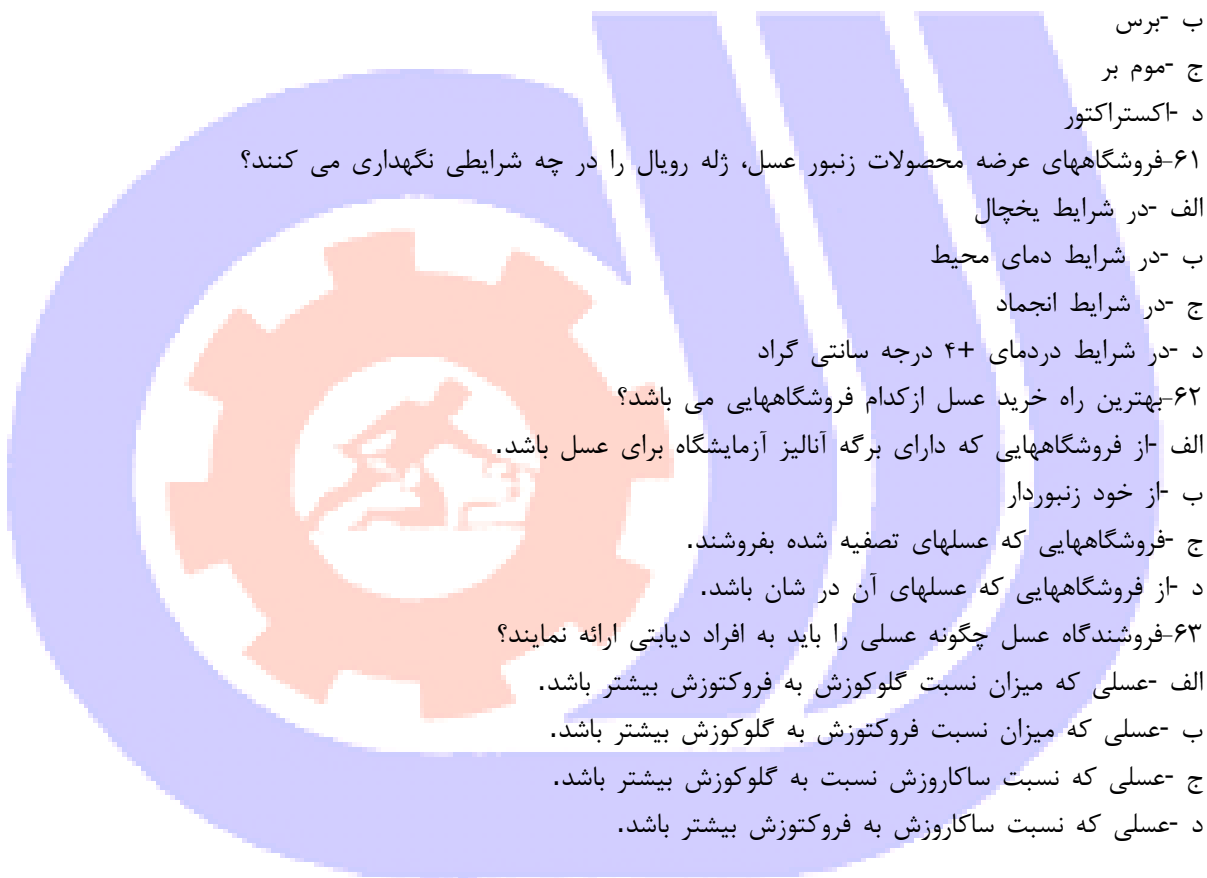 ب -برس
ج -موم بر
د -اکستراکتور
۶۱-فروشگاههای عرضه محصولات زنبور عسل، ژله رویال را در چه شرایطی نگهداری می کنند؟
الف -در شرایط یخچال
ب -در شرایط دمای محیط
ج -در شرایط انجماد
د -در شرایط دردمای +۴ درجه سانتی گراد
۶۲-بهترین راه خرید عسل ازکدام فروشگاههایی می باشد؟
الف -از فروشگاههایی که دارای برگه آنالیز آزمایشگاه برای عسل باشد.
ب -از خود زنبوردار
ج -فروشگاههایی که عسلهای تصفیه شده بفروشند.
د -از فروشگاههایی که عسلهای آن در شان باشد.
۶۳-فروشندگاه عسل چگونه عسلی را باید به افراد دیابتی ارائه نمایند؟
الف -عسلی که میزان نسبت گلوکوزش به فروکتوزش بیشتر باشد.
ب -عسلی که میزان نسبت فروکتوزش به گلوکوزش بیشتر باشد.
ج -عسلی که نسبت ساکاروزش نسبت به گلوکوزش بیشتر باشد.
د -عسلی که نسبت ساکاروزش به فروکتوزش بیشتر باشد.